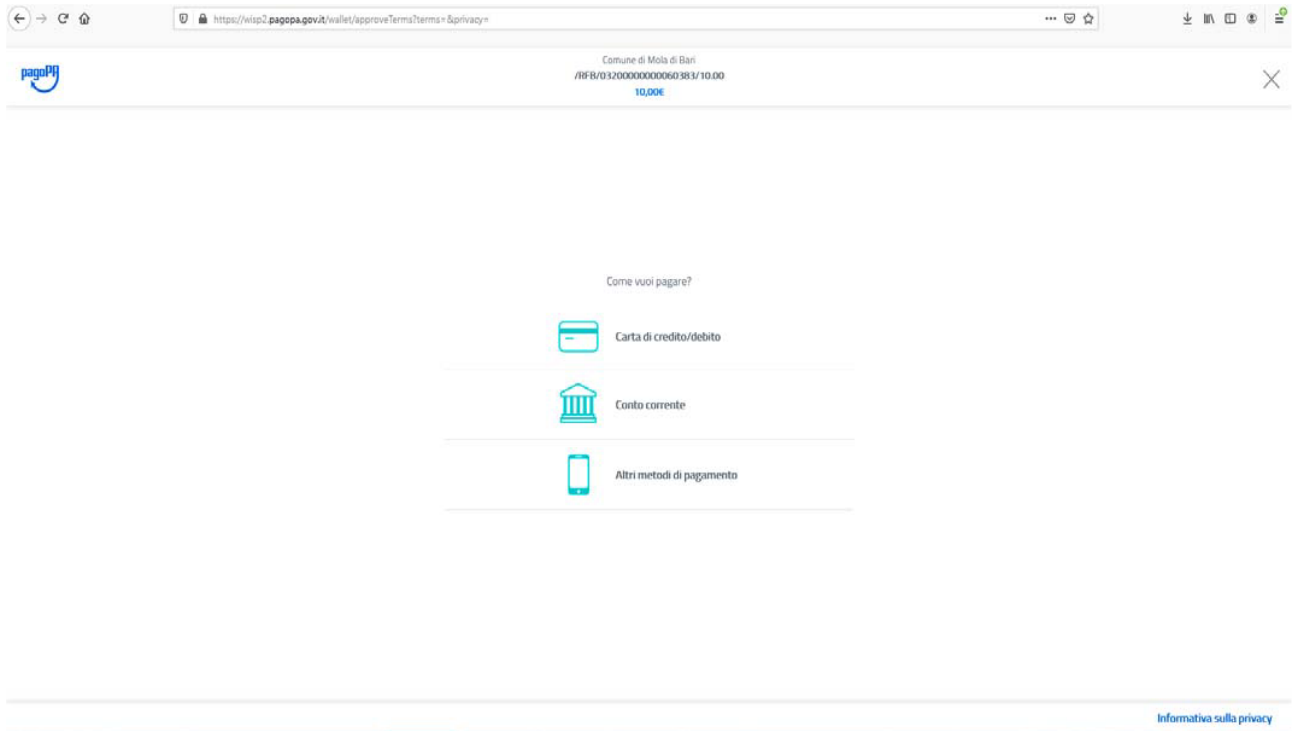 https://wisp2.pagopa.gov.it/wallet/approveTerms?terms=&privacy=
pagoPA
Comune di Mola di Bari
/RFB/03200000000060383/10.00
10,00€
Come vuoi pagare?
Carta di credito/debito
Conto corrente
Altri metodi di pagamento
Informativa sulla privacy